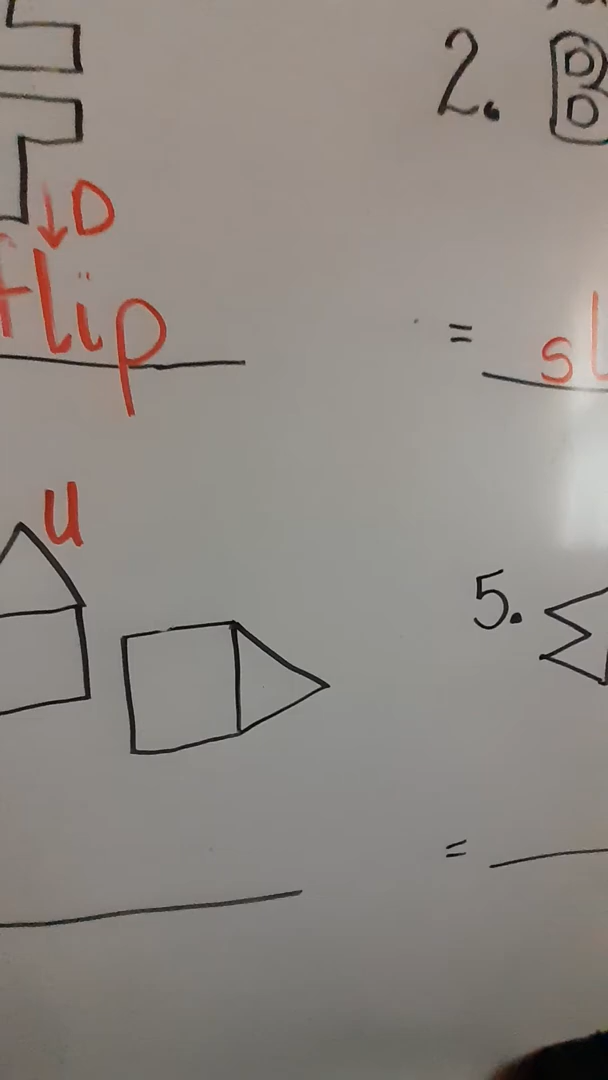 2. B
↓D
flip
= sl
u
5.
=